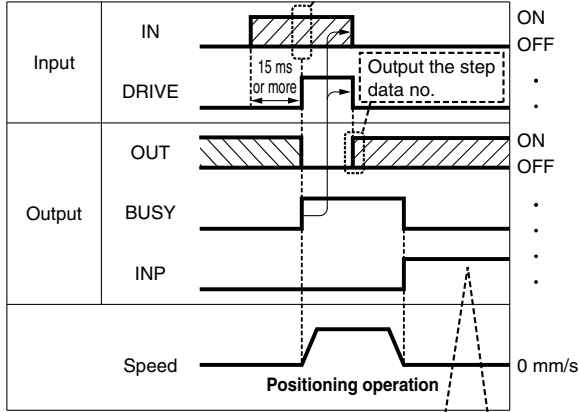 Input
IN
ON
OFF
15 ms
or more
DRIVE
Output the step
data no.
Output
OUT
ON
OFF
BUSY
INP
Speed
0 mm/s
Positioning operation